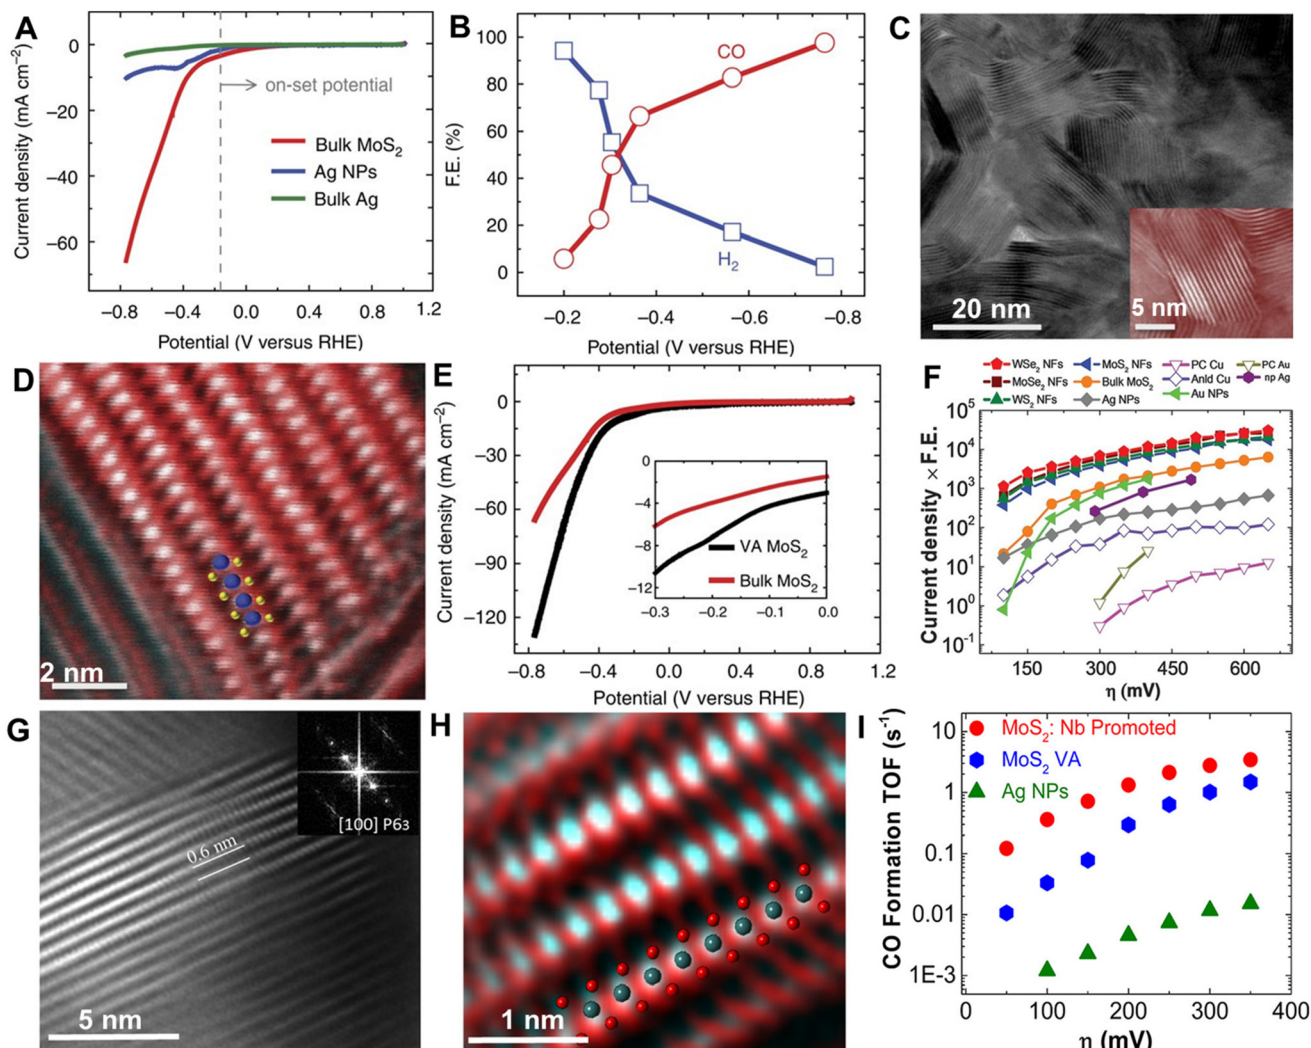 A
Current density (mA cm⁻²)
0
−20
−40
−60
on-set potential
Bulk MoS₂
Ag NPs
Bulk Ag
−0.8
−0.4
0.0
0.4
0.8
1.2
Potential (V versus RHE)
B
F.E. (%)
100
80
60
40
20
0
CO
H₂
−0.2
−0.4
−0.6
−0.8
Potential (V versus RHE)
C
20 nm
5 nm
D
2 nm
E
Current density (mA cm⁻²)
0
−30
−60
−90
−120
0
−4
−8
−12
VA MoS₂
Bulk MoS₂
−0.3
−0.2
−0.1
0.0
−0.8
−0.4
0.0
0.4
0.8
1.2
Potential (V versus RHE)
F
WSe₂ NFs
MoS₂ NFs
PC Cu
PC Au
MoSe₂ NFs
Bulk MoS₂
Anld Cu
np Ag
WS₂ NFs
Ag NPs
Au NPs
Current density × F.E.
10⁵
10⁴
10³
10²
10¹
10⁰
10⁻¹
150
300
450
600
η (mV)
G
0.6 nm
[100] P63
5 nm
H
1 nm
I
CO Formation TOF (s⁻¹)
10
1
0.1
0.01
1E-3
MoS₂: Nb Promoted
MoS₂ VA
Ag NPs
0
100
200
300
400
η (mV)